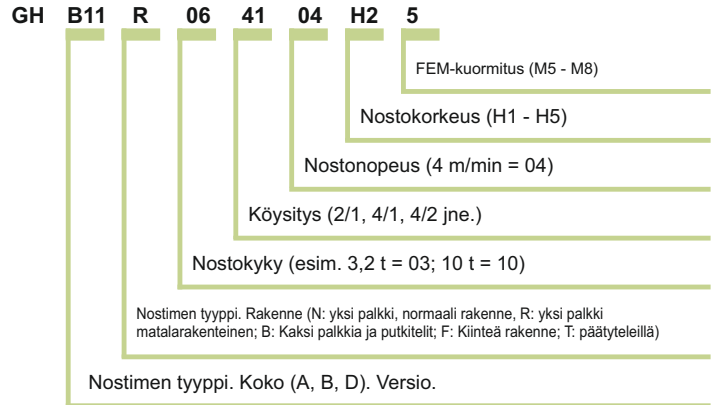 GH B11 R 06 41 04 H2 5
FEM-kuormitus (M5 - M8)
Nostokorkeus (H1 - H5)
Nostonopeus (4 m/min = 04)
Köysitys (2/1, 4/1, 4/2 jne.)
Nostokyky (esim. 3,2 t = 03; 10 t = 10)
Nostimen tyyppi. Rakenne (N: yksi palkki, normaali rakenne, R: yksi palkki
matalarakenteinen; B: Kaksi palkkia ja putkitelit; F: Kiinteä rakenne; T: päätyteleillä)
Nostimen tyyppi. Koko (A, B, D). Versio.